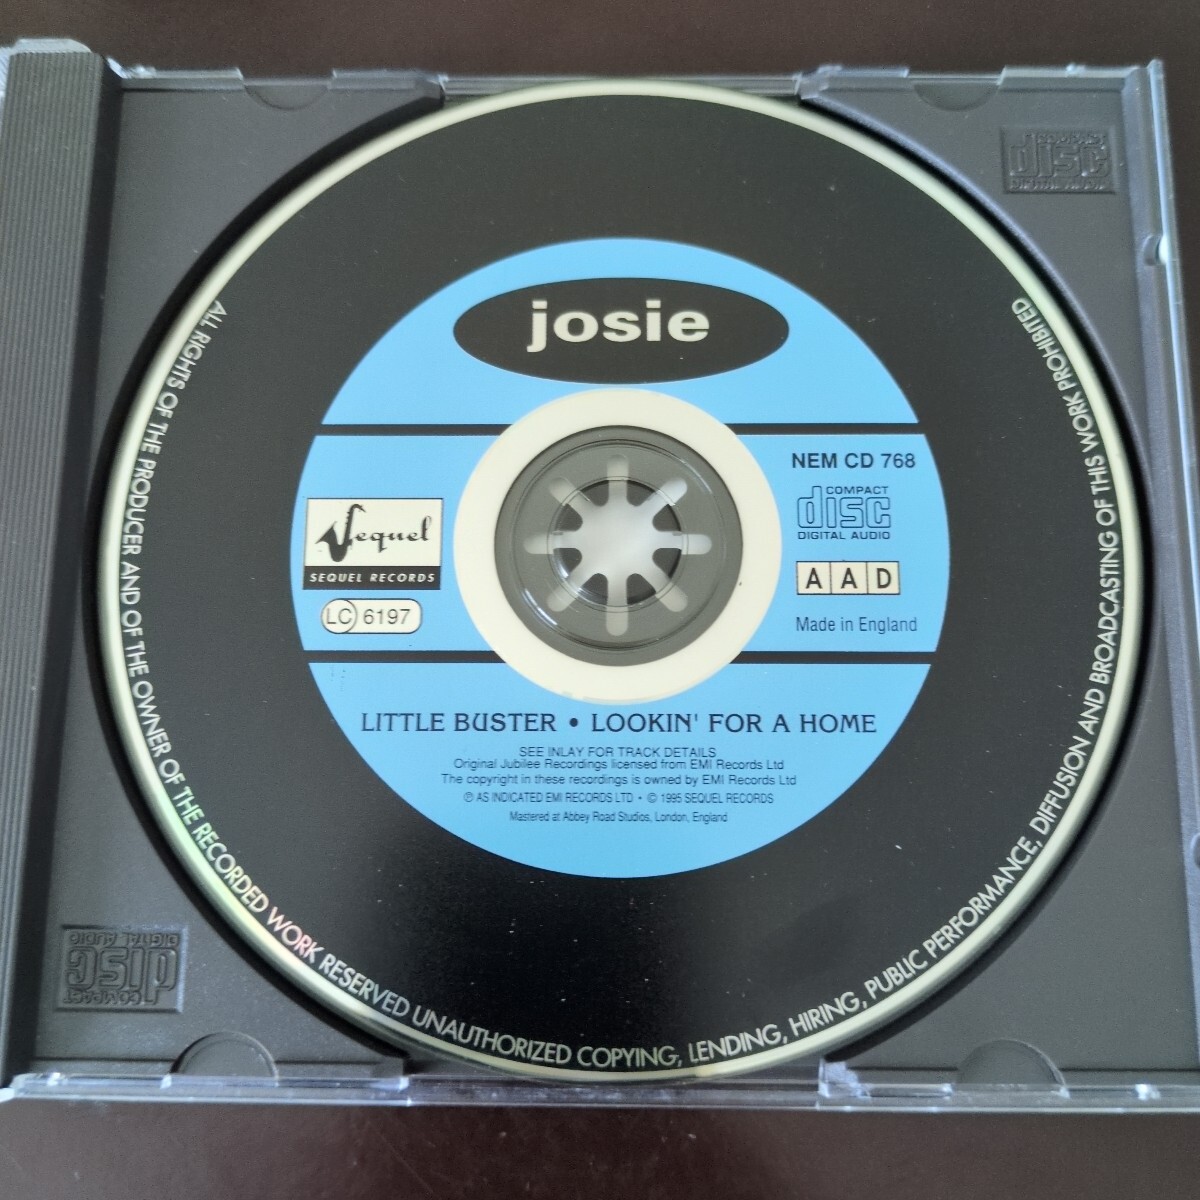 josie
NEM CD 768
COMPACT
disc
DIGITAL AUDIO
A A D
Made in England
Sequel
SEQUEL RECORDS
LC 6197
LITTLE BUSTER • LOOKIN' FOR A HOME
SEE INLAY FOR TRACK DETAILS
Original Jubilee Recordings licensed from EMI Records Ltd
The copyright in these recordings is owned by EMI Records Ltd
℗ AS INDICATED EMI RECORDS LTD • © 1995 SEQUEL RECORDS
Mastered at Abbey Road Studios, London, England
ALL RIGHTS OF THE PRODUCER AND OF THE OWNER OF THE RECORDED WORK RESERVED UNAUTHORIZED COPYING, LENDING, HIRING, PUBLIC PERFORMANCE, DIFFUSION AND BROADCASTING OF THIS WORK PROHIBITED
COMPACT
disc
DIGITAL AUDIO
COMPACT
disc
DIGITAL AUDIO